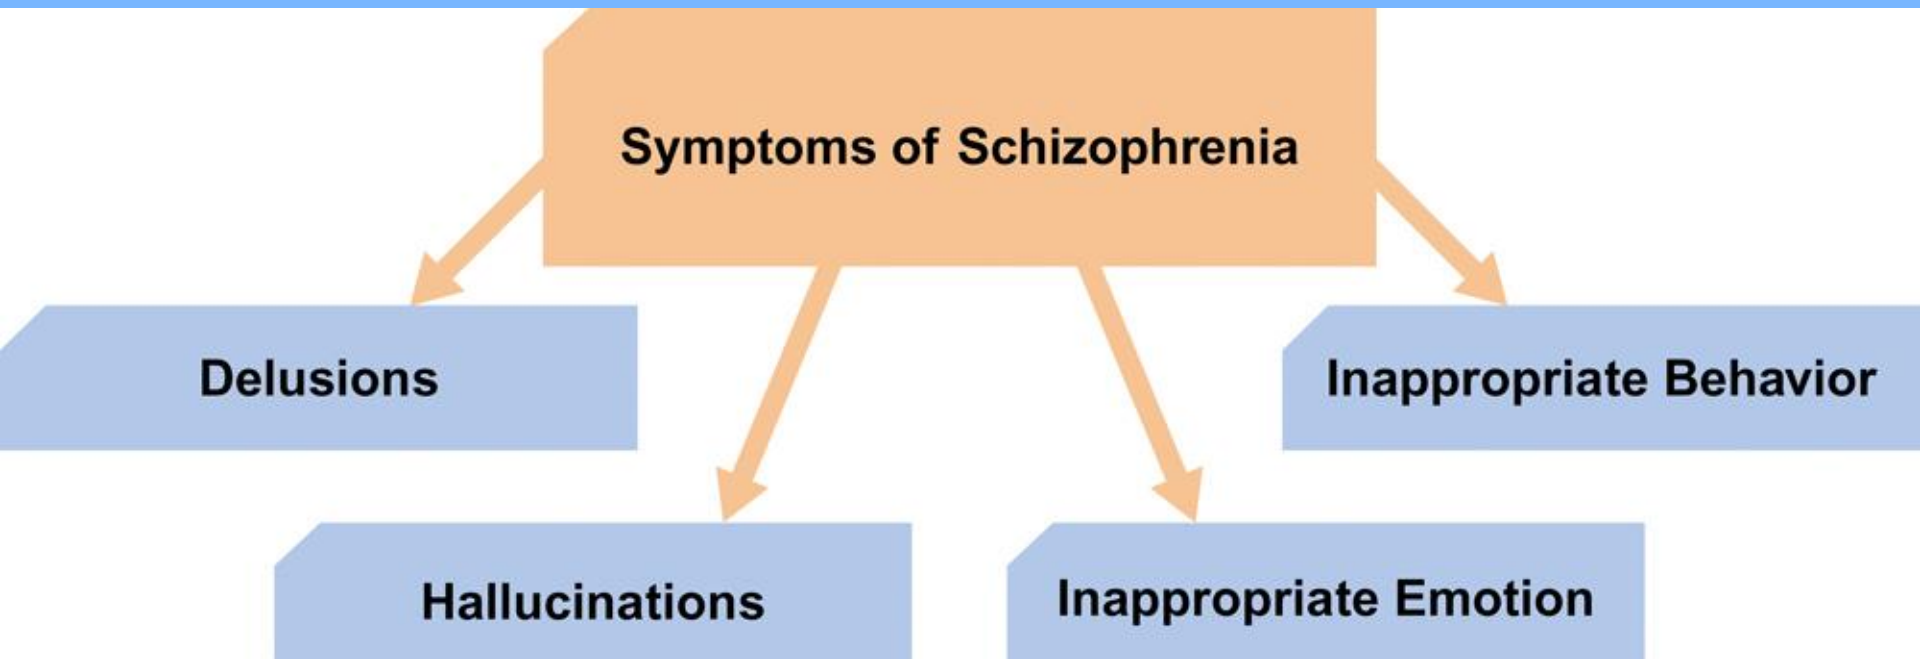 Symptoms of Schizophrenia
Delusions
Inappropriate Behavior
Hallucinations
Inappropriate Emotion